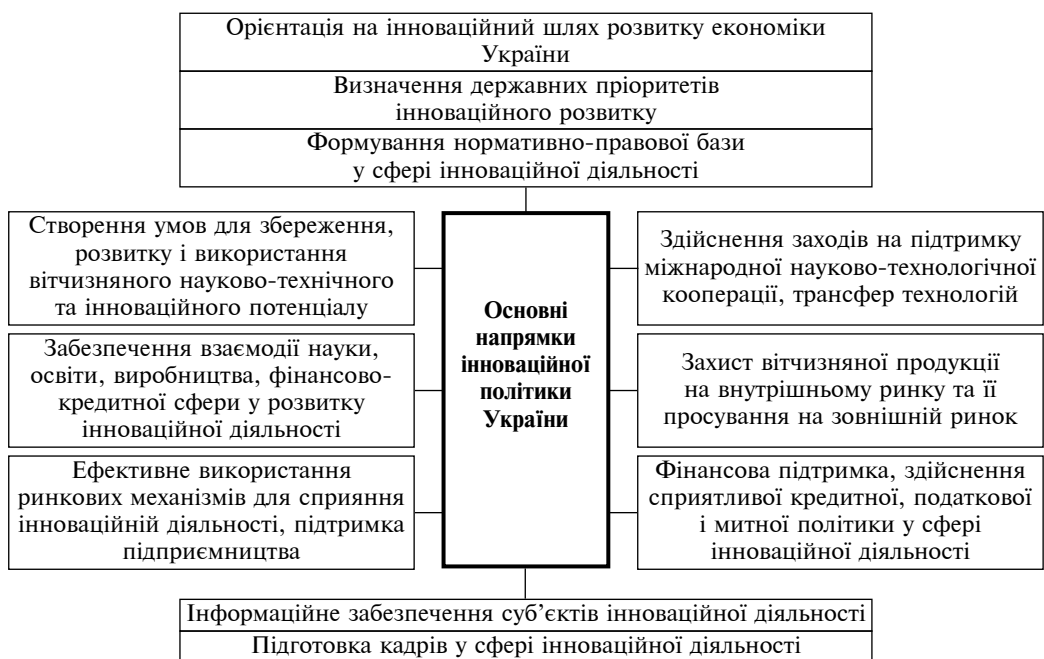 Орієнтація на інноваційний шлях розвитку економіки
України
Визначення державних пріоритетів
інноваційного розвитку
Формування нормативно-правової бази
у сфері інноваційної діяльності
Створення умов для збереження,
розвитку і використання
вітчизняного науково-технічного
та інноваційного потенціалу
Забезпечення взаємодії науки,
освіти, виробництва, фінансово-
кредитної сфери у розвитку
інноваційної діяльності
Ефективне використання
ринкових механізмів для сприяння
інноваційній діяльності, підтримка
підприємництва
Основні
напрямки
інноваційної
політики
України
Здійснення заходів на підтримку
міжнародної науково-технологічної
кооперації, трансфер технологій
Захист вітчизняної продукції
на внутрішньому ринку та її
просування на зовнішній ринок
Фінансова підтримка, здійснення
сприятливої кредитної, податкової
і митної політики у сфері
інноваційної діяльності
Інформаційне забезпечення суб’єктів інноваційної діяльності
Підготовка кадрів у сфері інноваційної діяльності